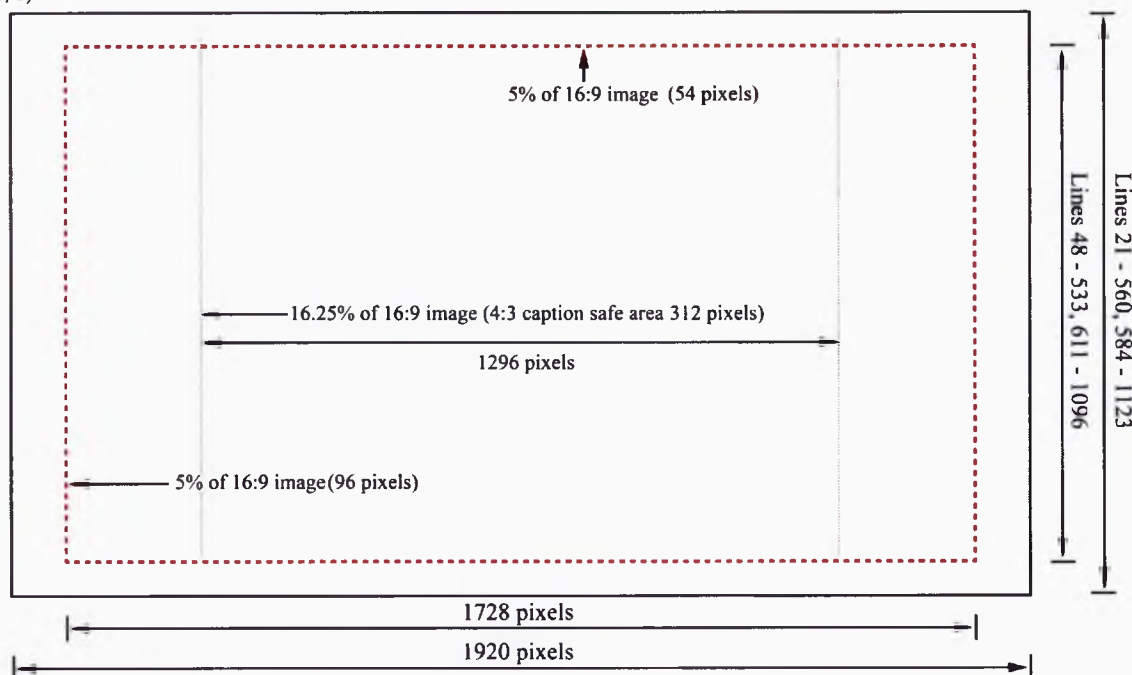 5% of 16:9 image (54 pixels)
16.25% of 16:9 image (4:3 caption safe area 312 pixels)
1296 pixels
5% of 16:9 image (96 pixels)
Lines 48 - 533, 611 - 1096
Lines 21 - 560, 584 - 1123
1728 pixels
1920 pixels